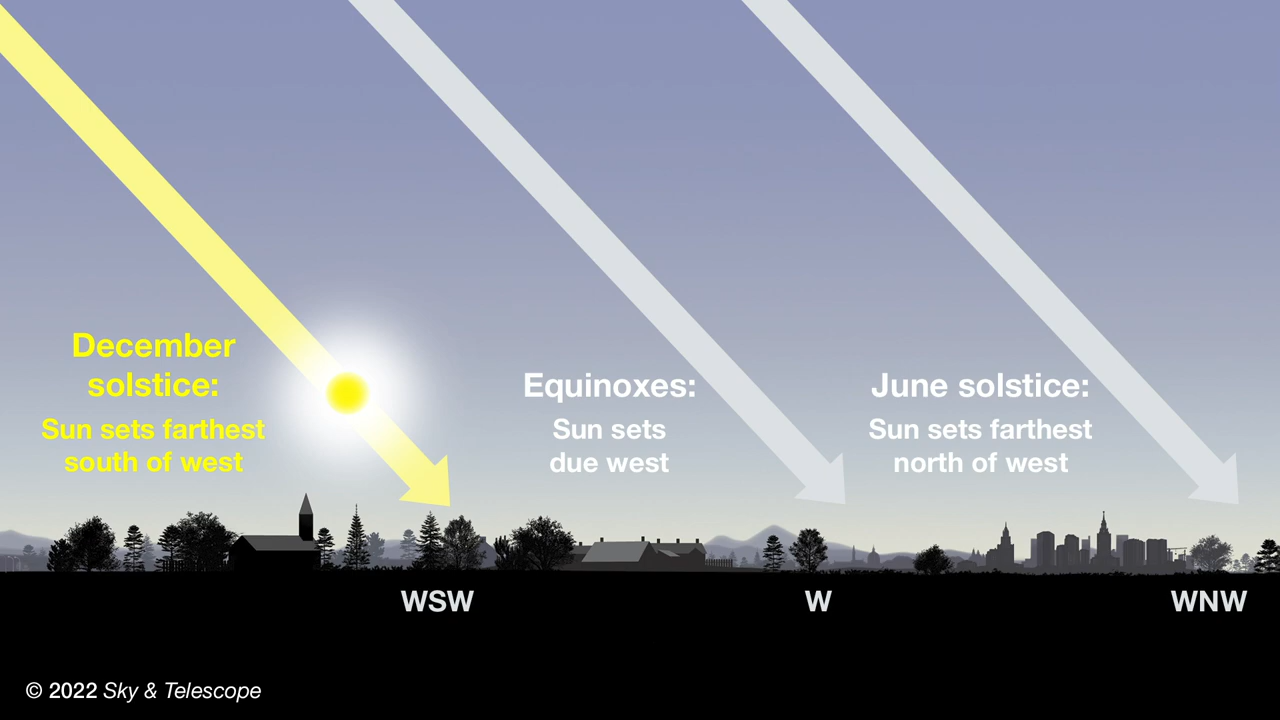 December
solstice:
Sun sets farthest
south of west
Equinoxes:
Sun sets
due west
June solstice:
Sun sets farthest
north of west
WSW
W
WNW
© 2022 Sky & Telescope